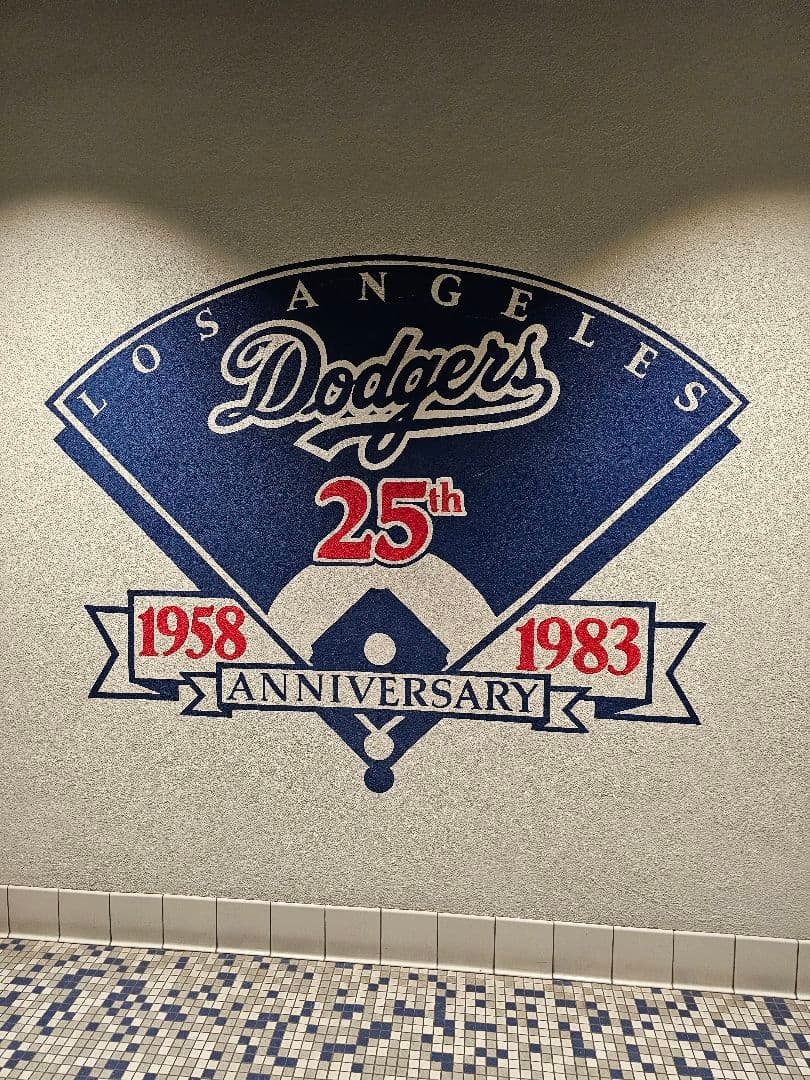 LOS ANGELES
Dodgers
25th
1958
1983
ANNIVERSARY